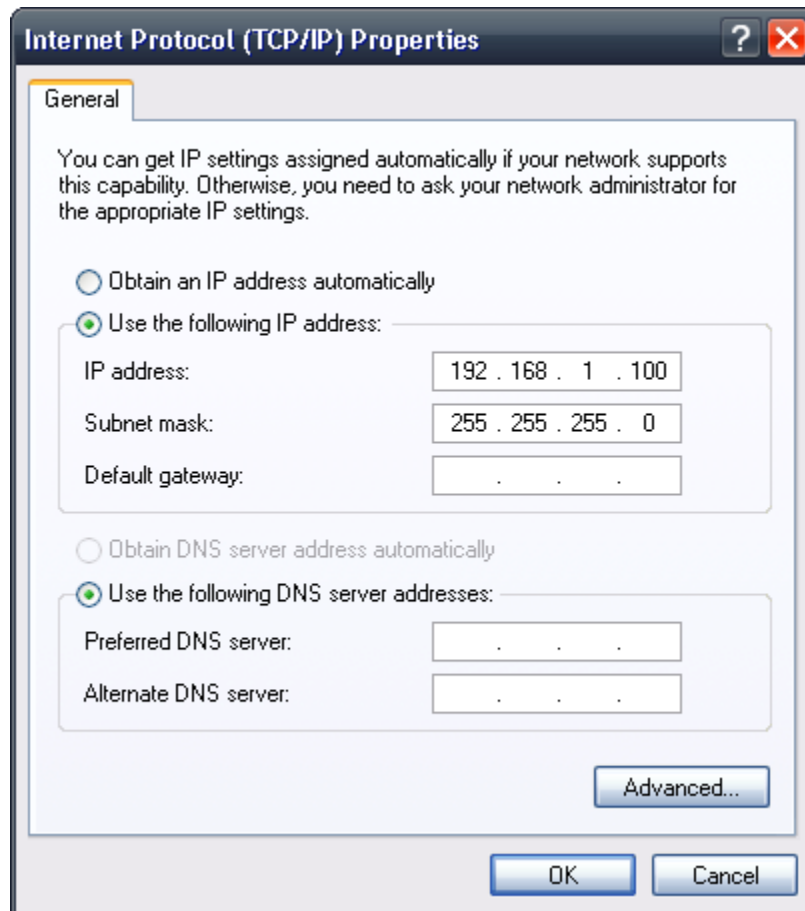 Internet Protocol (TCP/IP) Properties
?
General
You can get IP settings assigned automatically if your network supports
this capability. Otherwise, you need to ask your network administrator for
the appropriate IP settings.
Obtain an IP address automatically
Use the following IP address:
IP address: 192 . 168 . 1 . 100
Subnet mask: 255 . 255 . 255 . 0
Default gateway: . . .
Obtain DNS server address automatically
Use the following DNS server addresses:
Preferred DNS server: . . .
Alternate DNS server: . . .
Advanced...
OK Cancel